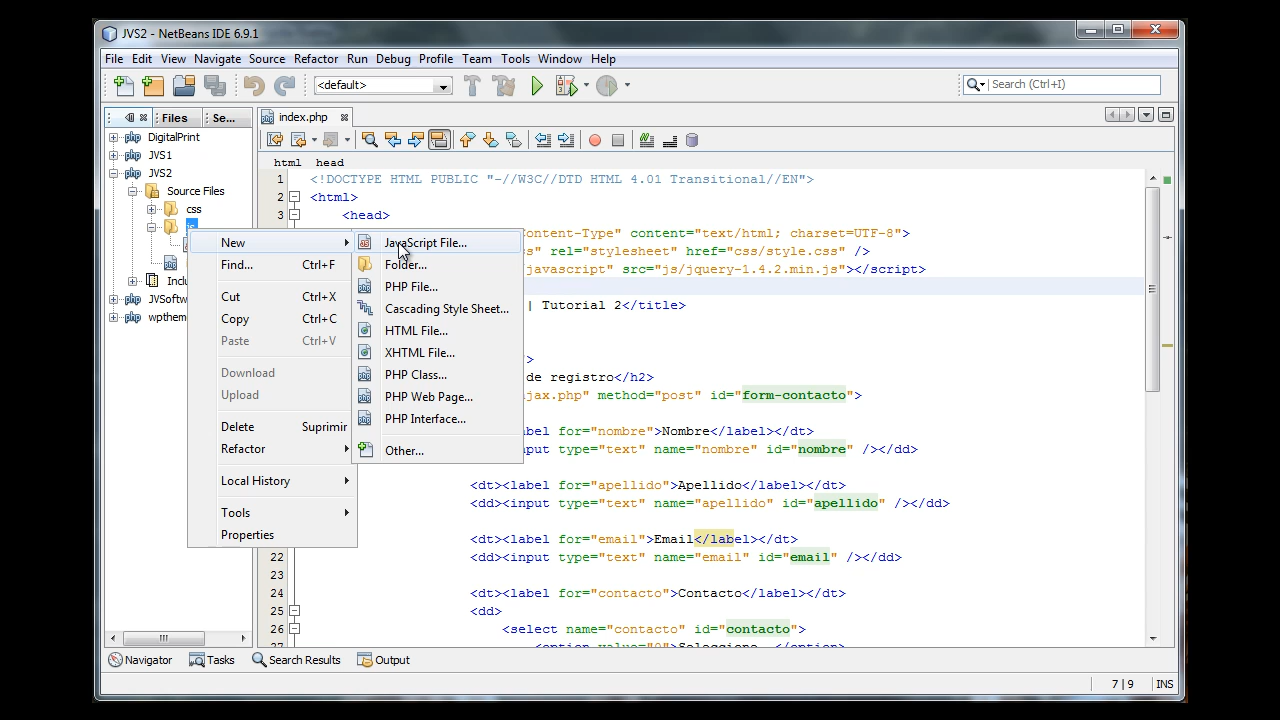 JVS2 - NetBeans IDE 6.9.1
File Edit View Navigate Source Refactor Run Debug Profile Team Tools Window Help
<default>
Search (Ctrl+I)
Files
Se...
index.php
DigitalPrint
JVS1
JVS2
Source Files
css
js
Inclu
JVSoftw
wpthem
New
Find... Ctrl+F
Cut Ctrl+X
Copy Ctrl+C
Paste Ctrl+V
Download
Upload
Delete Suprimir
Refactor
Local History
Tools
Properties
JavaScript File...
Folder...
PHP File...
Cascading Style Sheet...
HTML File...
XHTML File...
PHP Class...
PHP Web Page...
PHP Interface...
Other...
html head
1 <!DOCTYPE HTML PUBLIC "-//W3C//DTD HTML 4.01 Transitional//EN">
2 <html>
3 <head>
Content-Type" content="text/html; charset=UTF-8">
s" rel="stylesheet" href="css/style.css" />
javascript" src="js/jquery-1.4.2.min.js"></script>
| Tutorial 2</title>
>
de registro</h2>
jax.php" method="post" id="form-contacto">
bel for="nombre">Nombre</label></dt>
put type="text" name="nombre" id="nombre" /></dd>
<dt><label for="apellido">Apellido</label></dt>
<dd><input type="text" name="apellido" id="apellido" /></dd>
<dt><label for="email">Email</label></dt>
22 <dd><input type="text" name="email" id="email" /></dd>
23
24 <dt><label for="contacto">Contacto</label></dt>
25 <dd>
26 <select name="contacto" id="contacto">
27 <option value="0">Seleccione
Navigator Tasks Search Results Output
7|9 INS